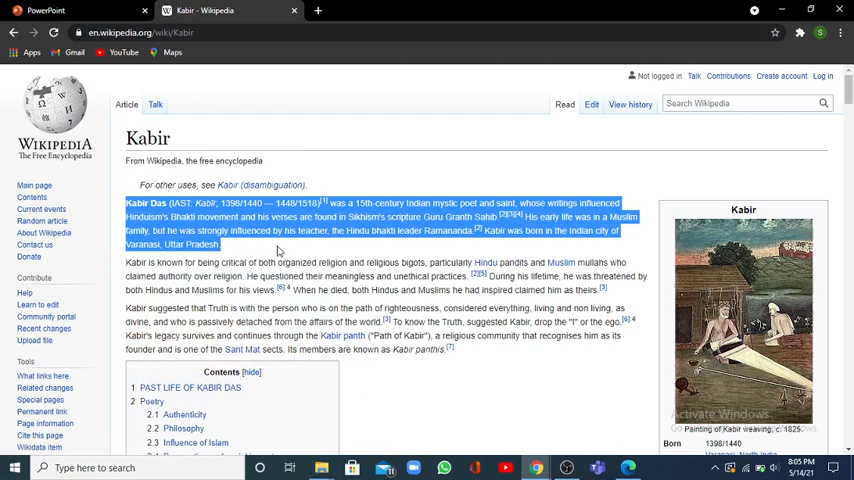 PowerPoint
Kabir - Wikipedia
en.wikipedia.org/wiki/Kabir
Apps Gmail YouTube Maps
Not logged in Talk Contributions Create account Log in
WIKIPEDIA
The Free Encyclopedia
Article Talk Read Edit View history Search Wikipedia
Kabir
From Wikipedia, the free encyclopedia
For other uses, see Kabir (disambiguation).
Kabir Das (IAST: Kabīr; 1398/1440 — 1448/1518)[1] was a 15th-century Indian mystic poet and saint, whose writings influenced
Hinduism's Bhakti movement and his verses are found in Sikhism's scripture Guru Granth Sahib.[2][3][4] His early life was in a Muslim
family, but he was strongly influenced by his teacher, the Hindu bhakti leader Ramananda.[2] Kabir was born in the Indian city of
Varanasi, Uttar Pradesh.
Kabir is known for being critical of both organized religion and religious bigots, particularly Hindu pandits and Muslim mullahs who
claimed authority over religion. He questioned their meaningless and unethical practices. [2][5] During his lifetime, he was threatened by
both Hindus and Muslims for his views.[6]:4 When he died, both Hindus and Muslims he had inspired claimed him as theirs.[3]
Kabir suggested that Truth is with the person who is on the path of righteousness, considered everything, living and non living, as
divine, and who is passively detached from the affairs of the world.[3] To know the Truth, suggested Kabir, drop the "I" or the ego.[6]:4
Kabir's legacy survives and continues through the Kabir panth ("Path of Kabir"), a religious community that recognises him as its
founder and is one of the Sant Mat sects. Its members are known as Kabir panthis.[7]
Contents [hide]
1 PAST LIFE OF KABIR DAS
2 Poetry
2.1 Authenticity
2.2 Philosophy
2.3 Influence of Islam
Main page
Contents
Current events
Random article
About Wikipedia
Contact us
Donate
Contribute
Help
Learn to edit
Community portal
Recent changes
Upload file
Tools
What links here
Related changes
Special pages
Permanent link
Page information
Cite this page
Wikidata item
Kabir
Activate Windows
Painting of Kabir weaving, c. 1825.
Born 1398/1440
Varanasi, North India
Type here to search
8:05 PM
5/14/21